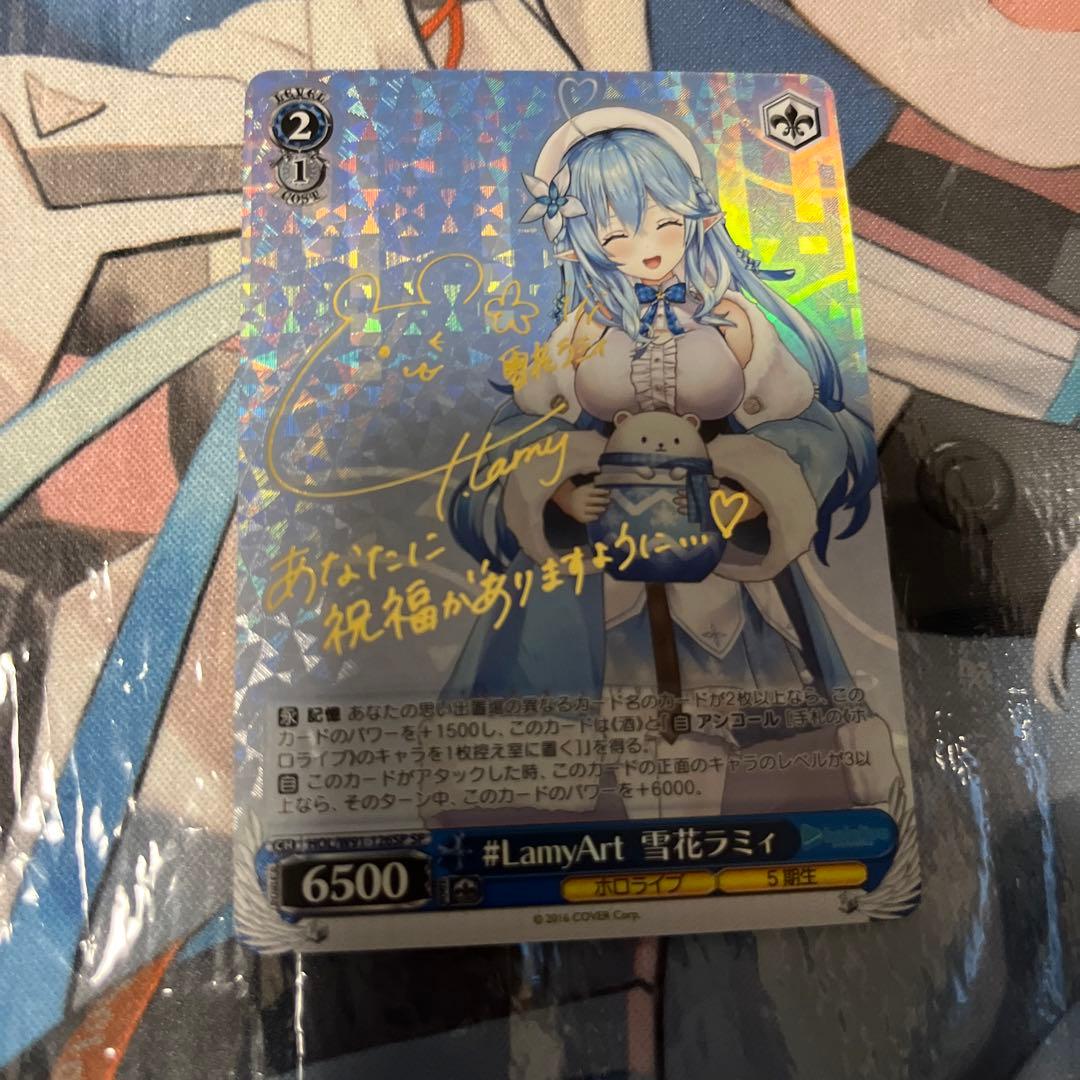 LEVEL
2
1
COST
雪花ラミィ
Lamy
あなたに
祝福がありますように…♡
永 記憶 あなたの思い出置場の異なるカード名のカードが2枚以上なら、この
カードのパワーを+1500し、このカードは《酒》と『自 アンコール [手札の《ホ
ロライブ》のキャラを1枚控え室に置く]』を得る。
自 このカードがアタックした時、このカードの正面のキャラのレベルが3以
上なら、そのターン中、このカードのパワーを+6000。
#LamyArt 雪花ラミィ
6500
ホロライブ 5期生
© 2016 COVER Corp.